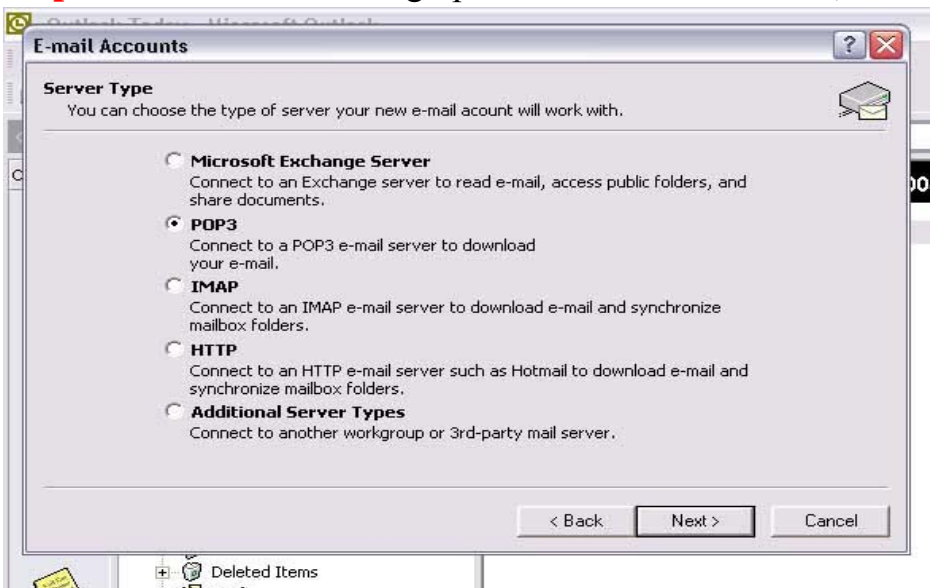 Outlook Today - Microsoft Outlook
E-mail Accounts
Server Type
You can choose the type of server your new e-mail acount will work with.
Microsoft Exchange Server
Connect to an Exchange server to read e-mail, access public folders, and
share documents.
POP3
Connect to a POP3 e-mail server to download
your e-mail.
IMAP
Connect to an IMAP e-mail server to download e-mail and synchronize
mailbox folders.
HTTP
Connect to an HTTP e-mail server such as Hotmail to download e-mail and
synchronize mailbox folders.
Additional Server Types
Connect to another workgroup or 3rd-party mail server.
< Back Next > Cancel
Deleted Items